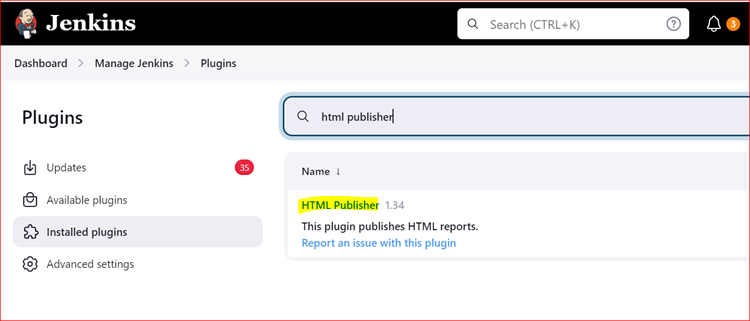 Jenkins
Search (CTRL+K)
3
Dashboard > Manage Jenkins > Plugins
Plugins
html publisher
Updates 35
Available plugins
Installed plugins
Advanced settings
Name ↓
HTML Publisher 1.34
This plugin publishes HTML reports.
Report an issue with this plugin